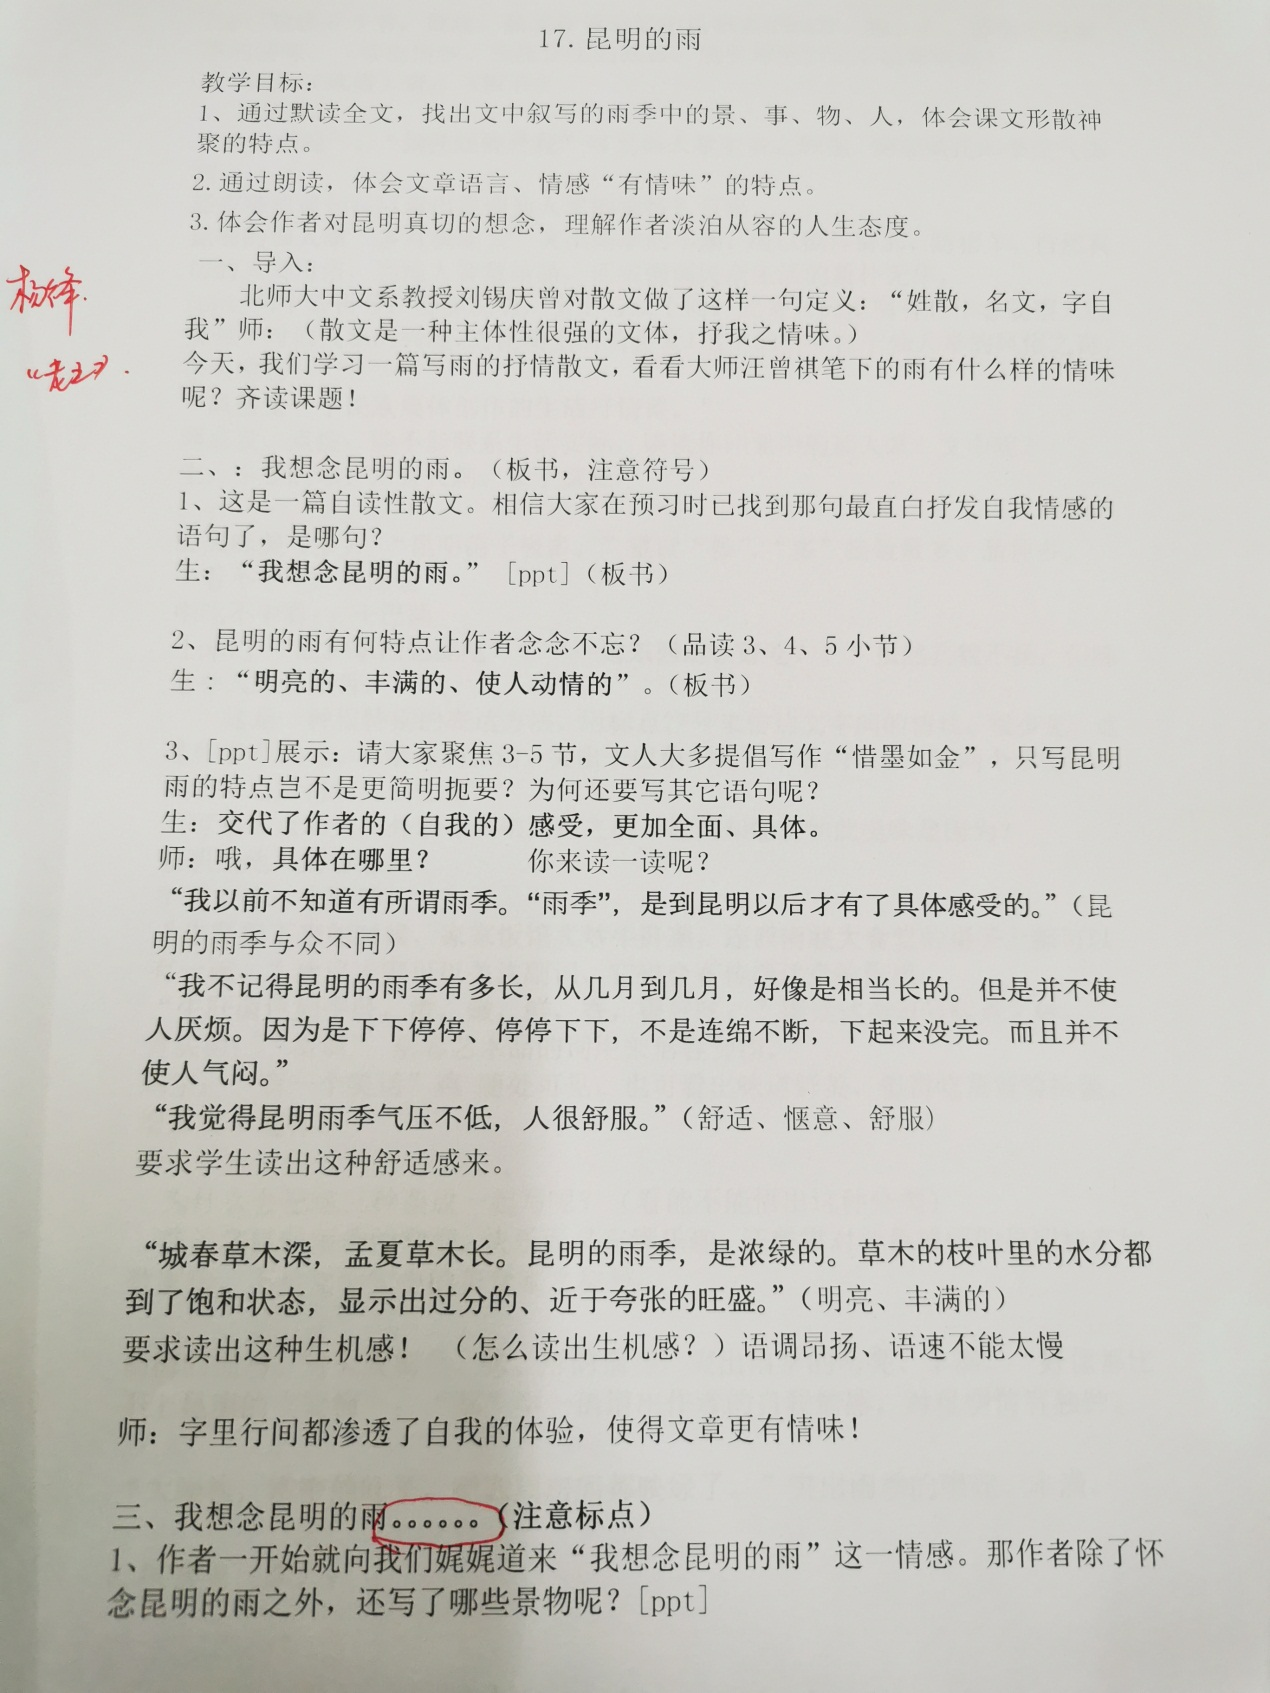 17. 昆明的雨
教学目标：
1、通过默读全文，找出文中叙写的雨季中的景、事、物、人，体会课文形散神
聚的特点。
2. 通过朗读，体会文章语言、情感“有情味”的特点。
3. 体会作者对昆明真切的想念，理解作者淡泊从容的人生态度。
一、导入：
北师大中文系教授刘锡庆曾对散文做了这样一句定义：“姓散，名文，字自
我”师：（散文是一种主体性很强的文体，抒我之情味。）
今天，我们学习一篇写雨的抒情散文，看看大师汪曾祺笔下的雨有什么样的情味
呢？齐读课题！
杨绛.
《老王》.
二、：我想念昆明的雨。（板书，注意符号）
1、这是一篇自读性散文。相信大家在预习时已找到那句最直白抒发自我情感的
语句了，是哪句？
生：“我想念昆明的雨。” [ppt]（板书）
2、昆明的雨有何特点让作者念念不忘？（品读 3、4、5 小节）
生：“明亮的、丰满的、使人动情的”。（板书）
3、[ppt]展示：请大家聚焦 3-5 节，文人大多提倡写作“惜墨如金”，只写昆明
雨的特点岂不是更简明扼要？为何还要写其它语句呢？
生：交代了作者的（自我的）感受，更加全面、具体。
师：哦，具体在哪里？ 你来读一读呢？
“我以前不知道有所谓雨季。“雨季”，是到昆明以后才有了具体感受的。”（昆
明的雨季与众不同）
“我不记得昆明的雨季有多长，从几月到几月，好像是相当长的。但是并不使
人厌烦。因为是下下停停、停停下下，不是连绵不断，下起来没完。而且并不
使人气闷。”
“我觉得昆明雨季气压不低，人很舒服。”（舒适、惬意、舒服）
要求学生读出这种舒适感来。
“城春草木深，孟夏草木长。昆明的雨季，是浓绿的。草木的枝叶里的水分都
到了饱和状态，显示出过分的、近于夸张的旺盛。”（明亮、丰满的）
要求读出这种生机感！ （怎么读出生机感？）语调昂扬、语速不能太慢
师：字里行间都渗透了自我的体验，使得文章更有情味！
三、我想念昆明的雨。。。。。。（注意标点）
1、作者一开始就向我们娓娓道来“我想念昆明的雨”这一情感。那作者除了怀
念昆明的雨之外，还写了哪些景物呢？[ppt]